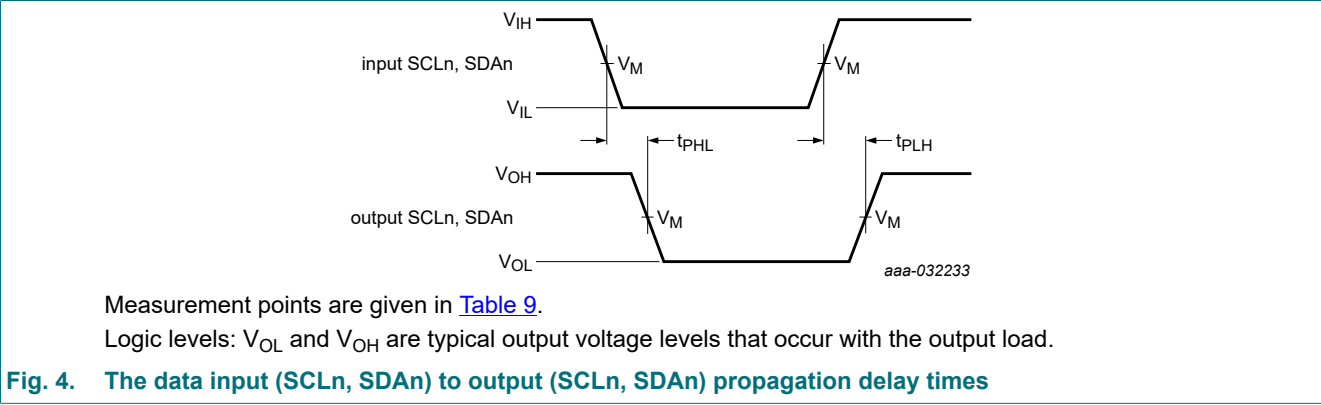 VIH
input SCLn, SDAn
VM
VM
VIL
tPHL
tPLH
VOH
output SCLn, SDAn
VM
VM
VOL
aaa-032233
Measurement points are given in Table 9.
Logic levels: VOL and VOH are typical output voltage levels that occur with the output load.
Fig. 4. The data input (SCLn, SDAn) to output (SCLn, SDAn) propagation delay times